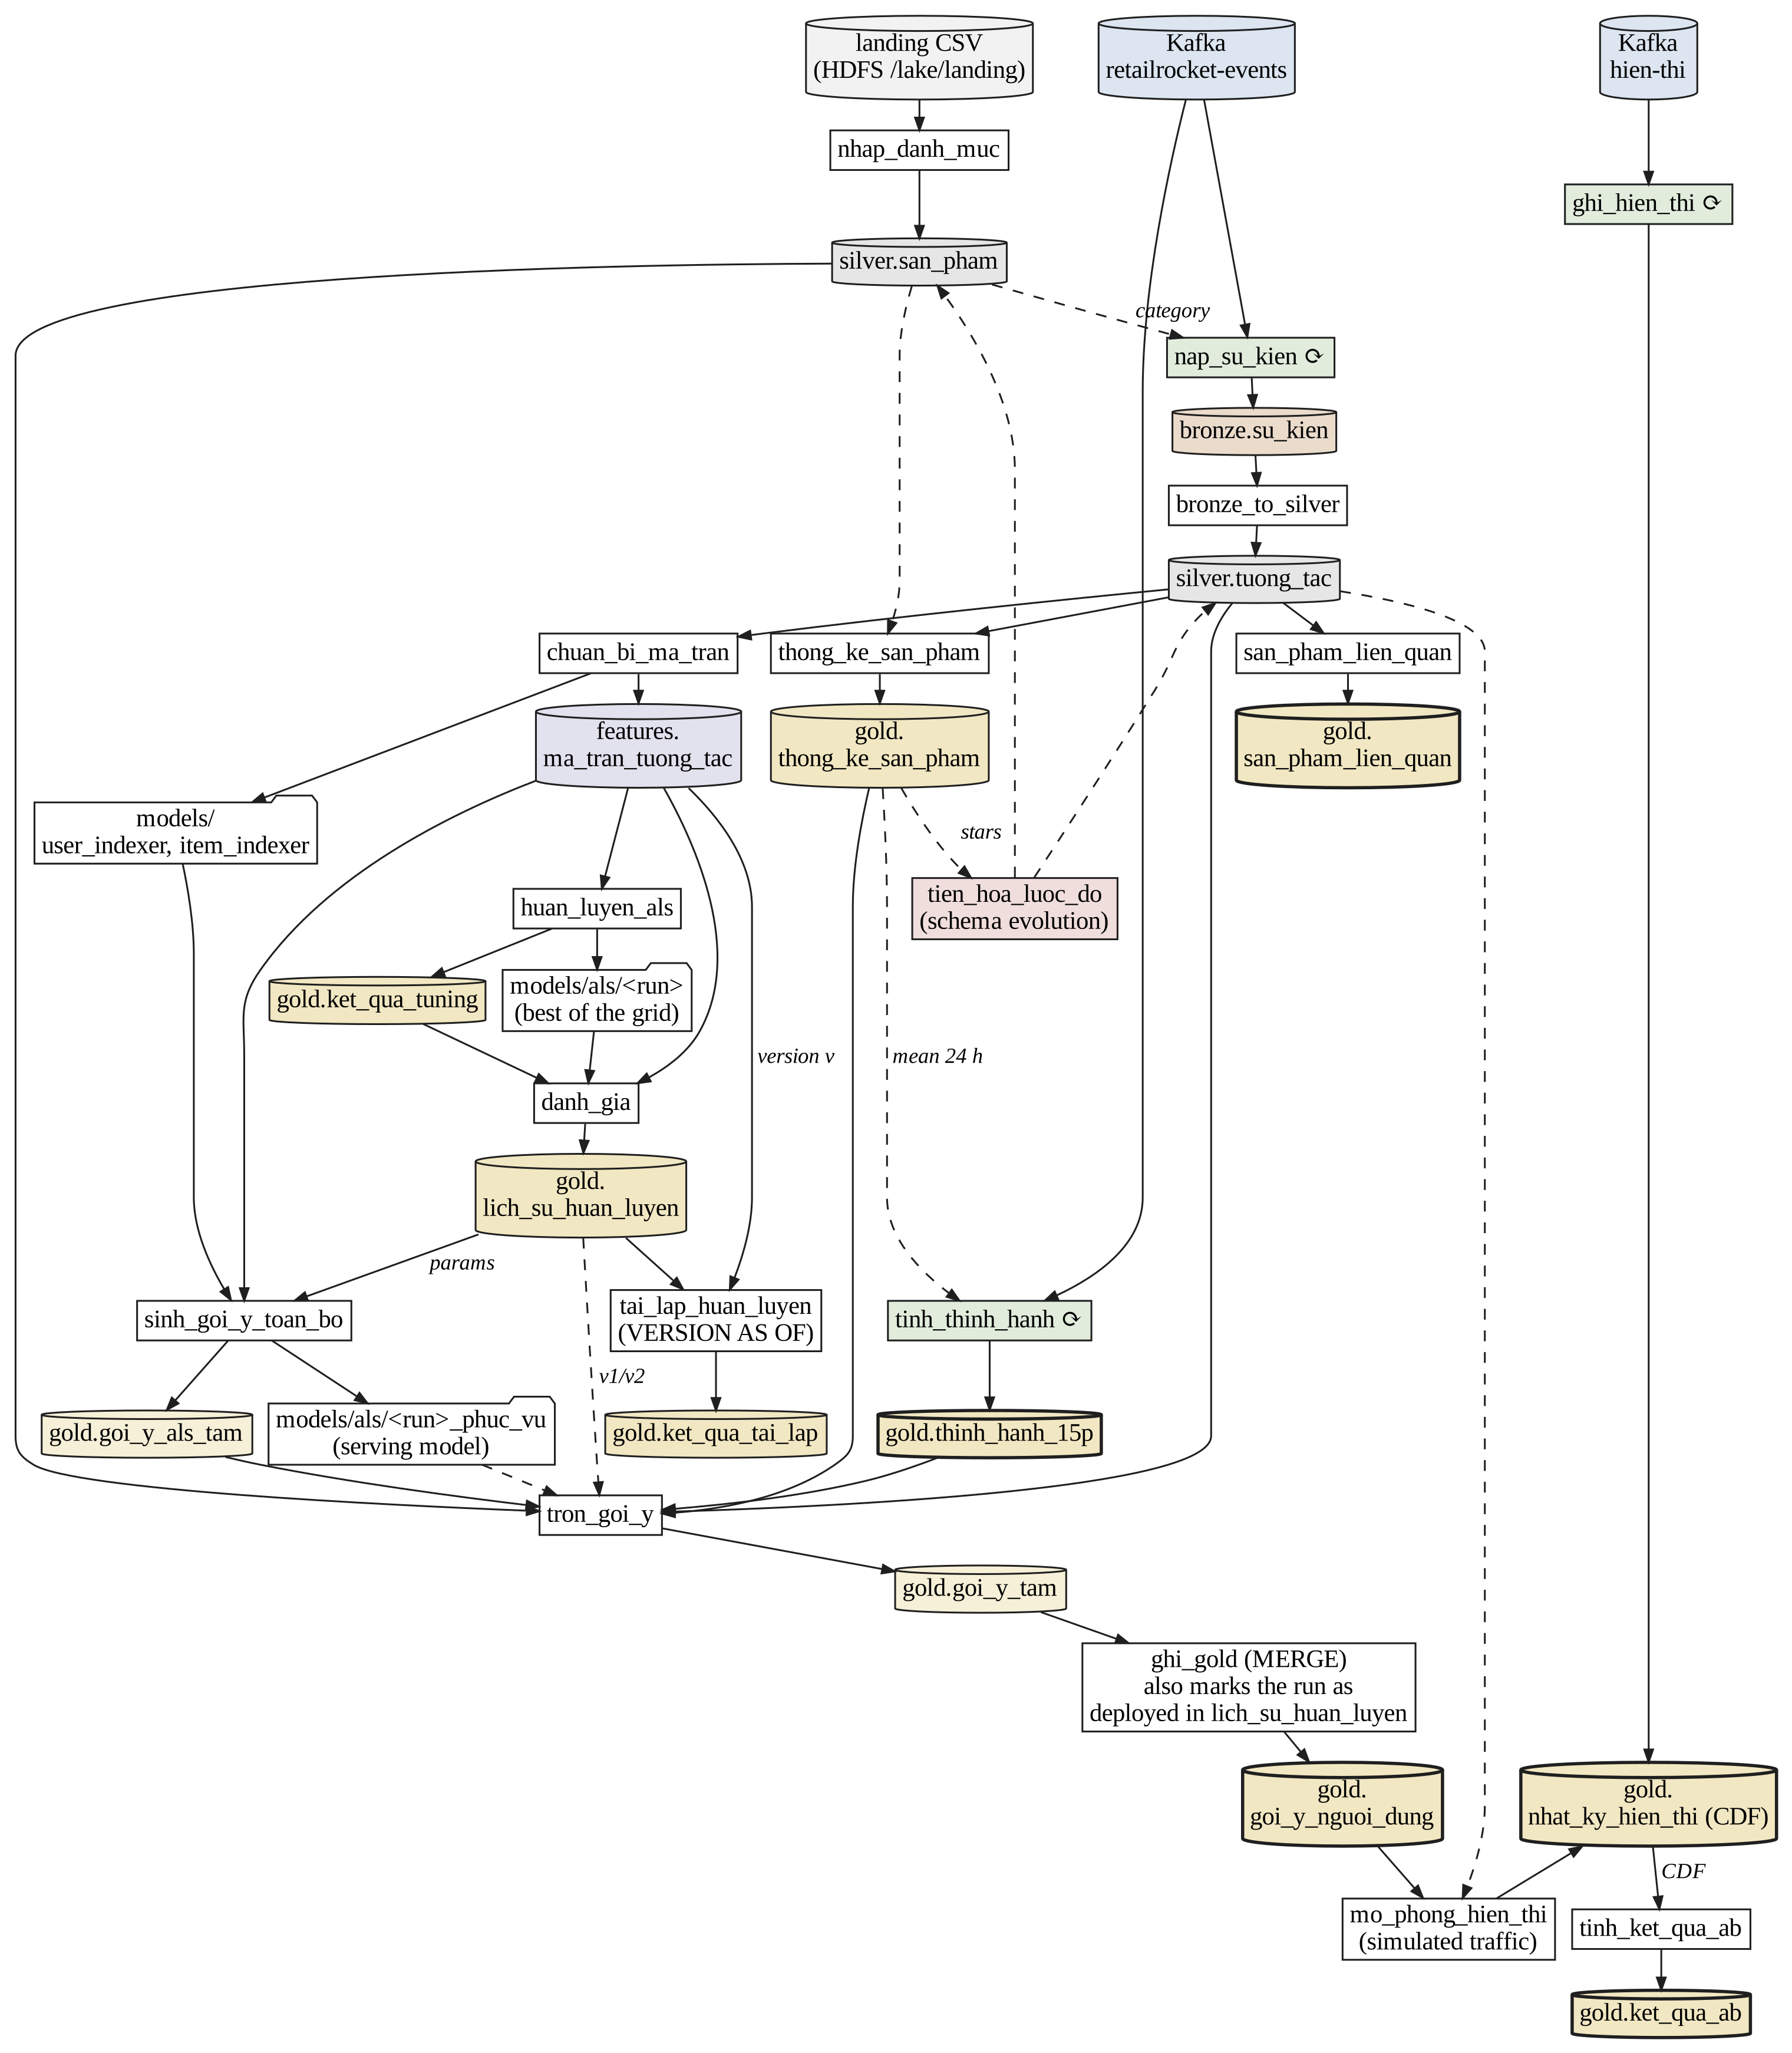 landing CSV
(HDFS /lake/landing)
Kafka
retailrocket-events
Kafka
hien-thi
nhap_danh_muc
ghi_hien_thi ⟳
silver.san_pham
category
nap_su_kien ⟳
bronze.su_kien
bronze_to_silver
silver.tuong_tac
chuan_bi_ma_tran
thong_ke_san_pham
san_pham_lien_quan
features.
ma_tran_tuong_tac
gold.
thong_ke_san_pham
gold.
san_pham_lien_quan
models/
user_indexer, item_indexer
stars
tien_hoa_luoc_do
(schema evolution)
huan_luyen_als
gold.ket_qua_tuning
models/als/<run>
(best of the grid)
version v
mean 24 h
danh_gia
gold.
lich_su_huan_luyen
params
sinh_goi_y_toan_bo
tai_lap_huan_luyen
(VERSION AS OF)
tinh_thinh_hanh ⟳
v1/v2
gold.goi_y_als_tam
models/als/<run>_phuc_vu
(serving model)
gold.ket_qua_tai_lap
gold.thinh_hanh_15p
tron_goi_y
gold.goi_y_tam
ghi_gold (MERGE)
also marks the run as
deployed in lich_su_huan_luyen
gold.
goi_y_nguoi_dung
gold.
nhat_ky_hien_thi (CDF)
CDF
mo_phong_hien_thi
(simulated traffic)
tinh_ket_qua_ab
gold.ket_qua_ab